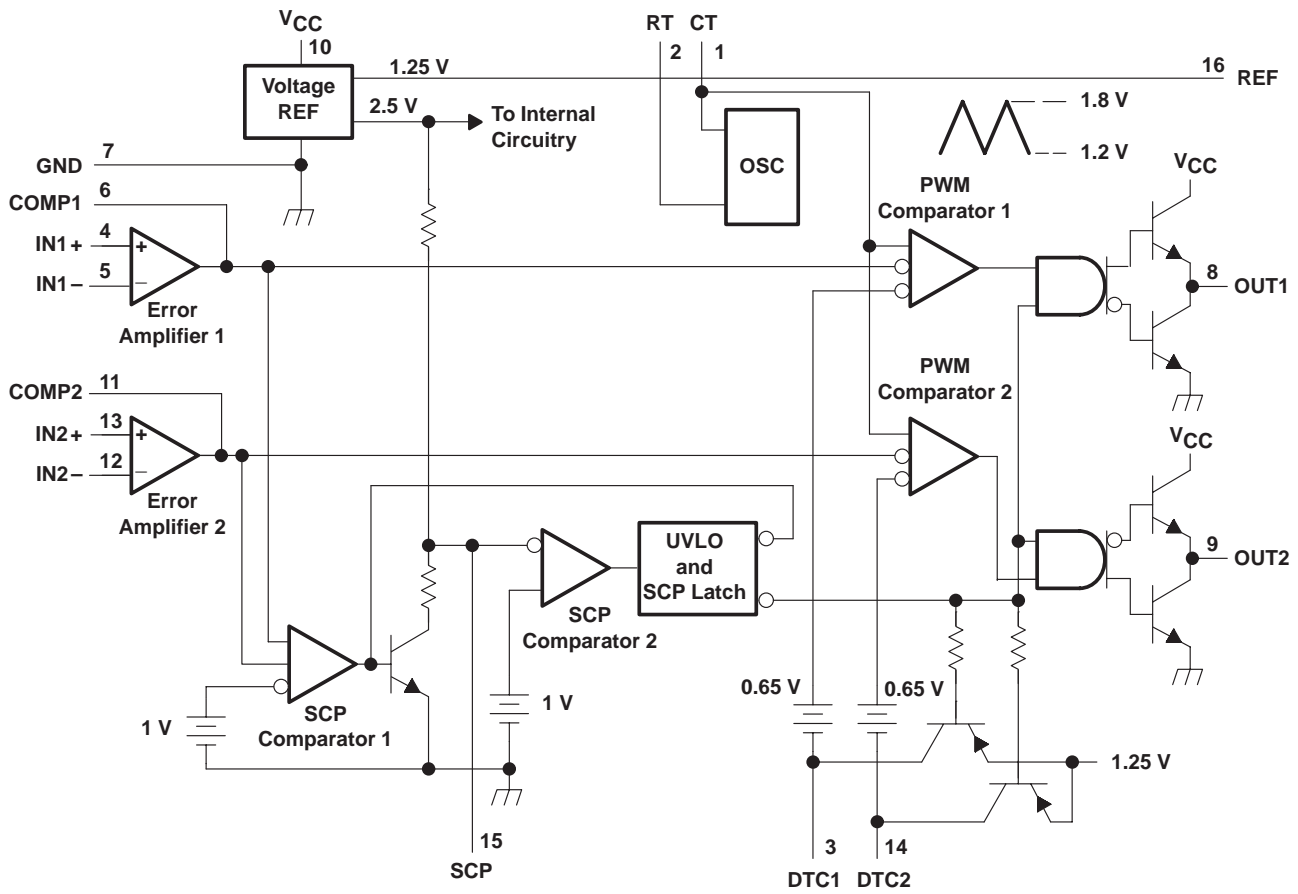 VCC
10
RT CT
2 1
1.25 V
16
REF
Voltage
REF
2.5 V
To Internal
Circuitry
1.8 V
1.2 V
OSC
GND
7
COMP1
6
IN1+
4
+
IN1−
5
−
Error
Amplifier 1
PWM
Comparator 1
VCC
8
OUT1
COMP2
11
IN2+
13
+
IN2−
12
−
Error
Amplifier 2
PWM
Comparator 2
VCC
9
OUT2
UVLO
and
SCP Latch
SCP
Comparator 2
1 V
SCP
Comparator 1
1 V
0.65 V
0.65 V
1.25 V
15
SCP
3
DTC1
14
DTC2